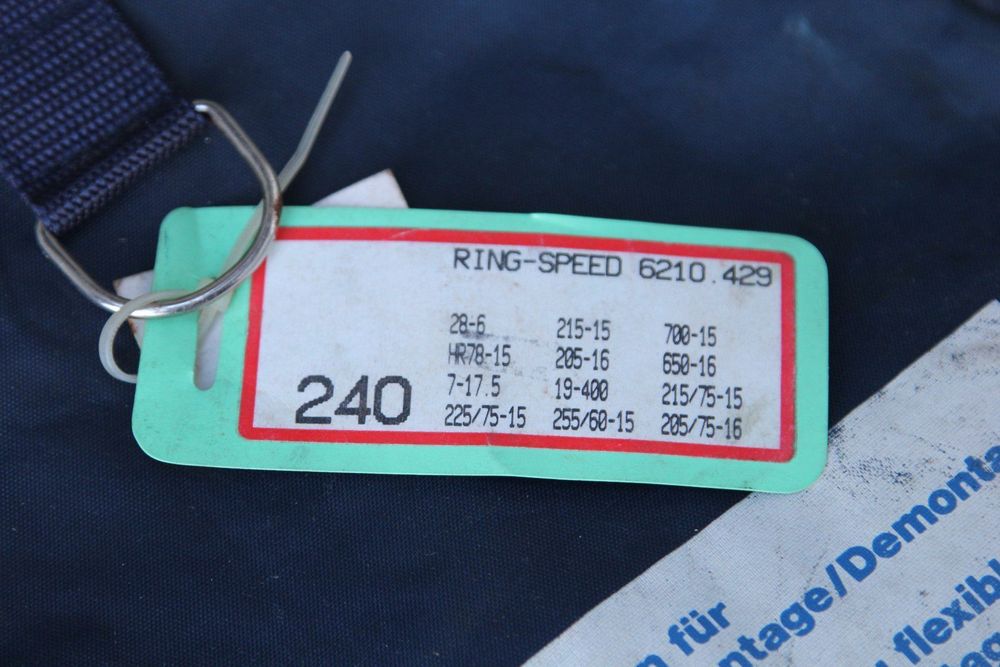 RING-SPEED 6210.429
28-6 215-15 700-15
HR78-15 205-16 650-16
7-17.5 19-400 215/75-15
225/75-15 255/60-15 205/75-16
240
für
ntage/Demonta
flexibl